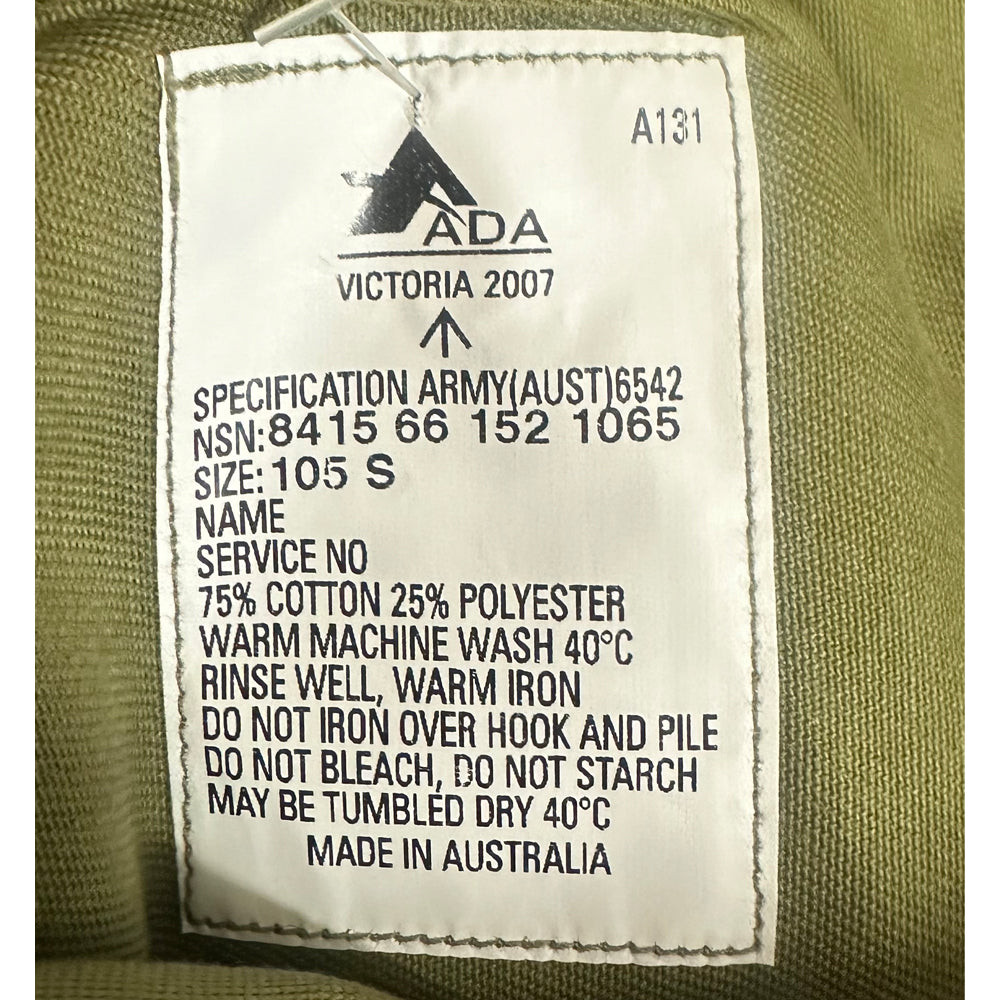 A131
ADA
VICTORIA 2007
SPECIFICATION ARMY(AUST)6542
NSN:8415 66 152 1065
SIZE: 105 S
NAME
SERVICE NO
75% COTTON 25% POLYESTER
WARM MACHINE WASH 40°C
RINSE WELL, WARM IRON
DO NOT IRON OVER HOOK AND PILE
DO NOT BLEACH, DO NOT STARCH
MAY BE TUMBLED DRY 40°C
MADE IN AUSTRALIA